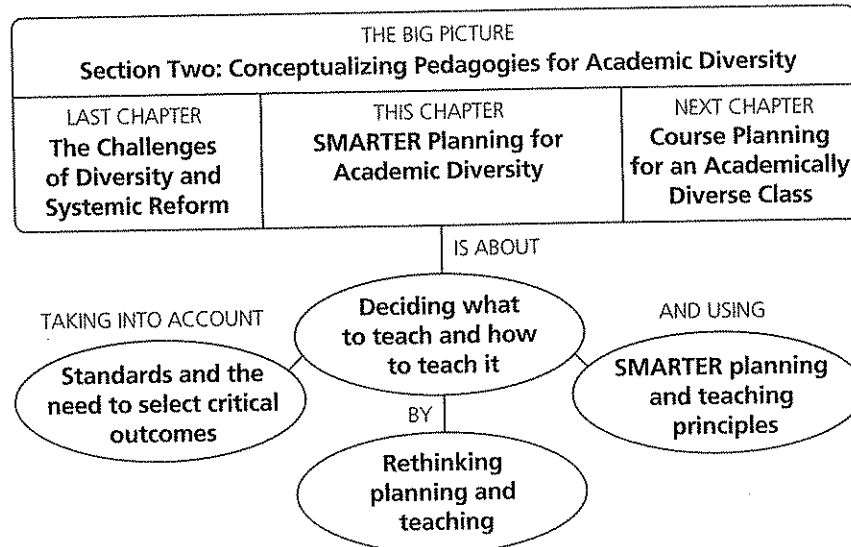 THE BIG PICTURE
Section Two: Conceptualizing Pedagogies for Academic Diversity
LAST CHAPTER
The Challenges
of Diversity and
Systemic Reform
THIS CHAPTER
SMARTER Planning for
Academic Diversity
NEXT CHAPTER
Course Planning
for an Academically
Diverse Class
IS ABOUT
Deciding what
to teach and how
to teach it
TAKING INTO ACCOUNT
Standards and the
need to select critical
outcomes
BY
Rethinking
planning and
teaching
AND USING
SMARTER planning
and teaching
principles